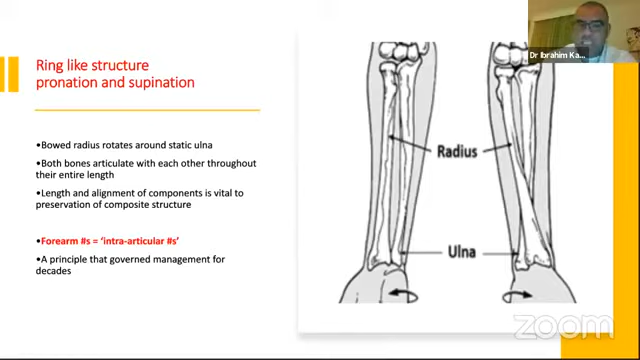 Ring like structure
pronation and supination
•Bowed radius rotates around static ulna
•Both bones articulate with each other throughout
their entire length
•Length and alignment of components is vital to
preservation of composite structure
•Forearm #s = ‘intra-articular #s’
•A principle that governed management for
decades
Radius
Ulna
Dr Ibrahim Ka...
zoom